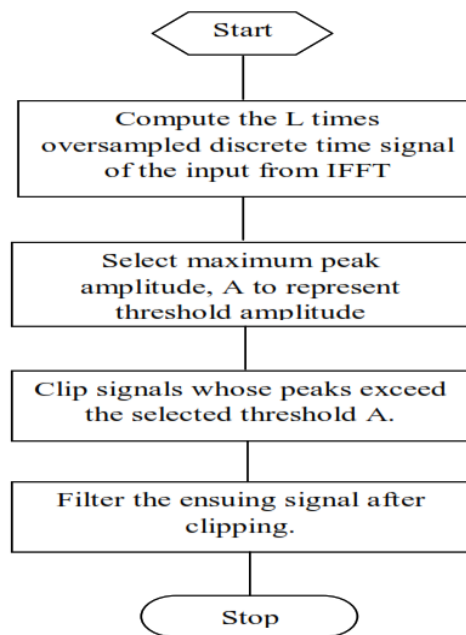 Start
Compute the L times
oversampled discrete time signal
of the input from IFFT
Select maximum peak
amplitude, A to represent
threshold amplitude
Clip signals whose peaks exceed
the selected threshold A.
Filter the ensuing signal after
clipping.
Stop